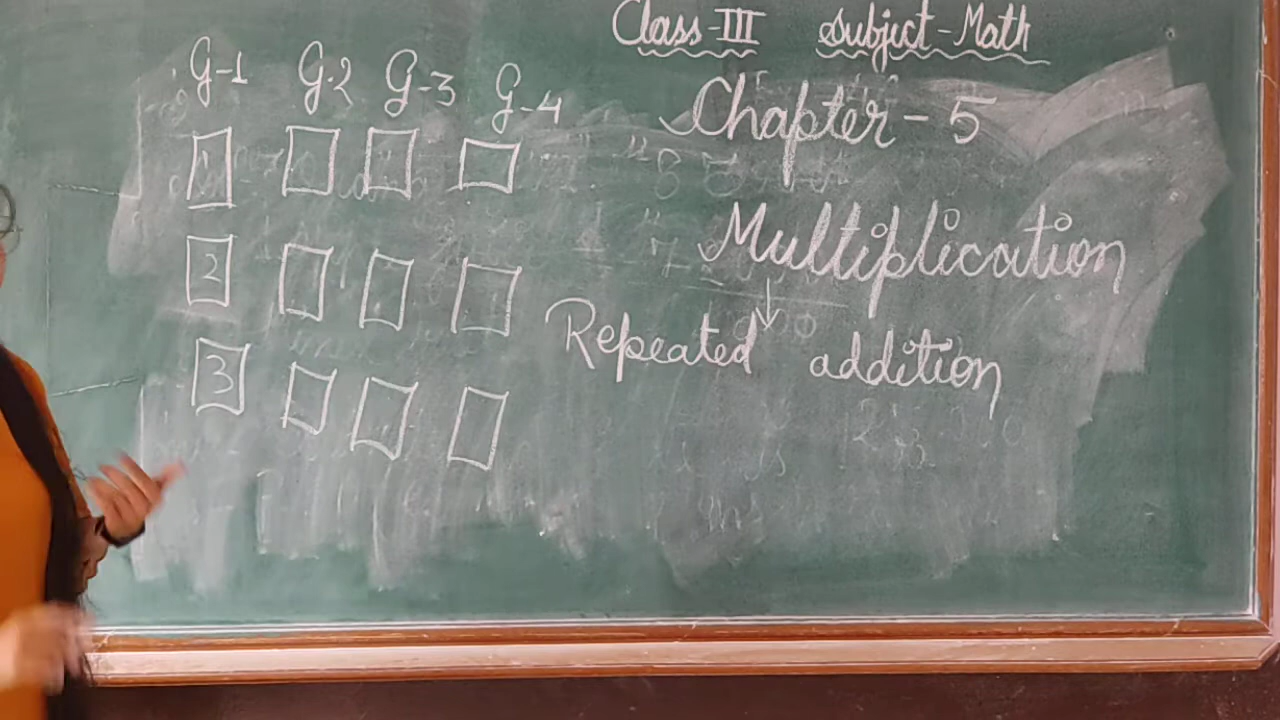 Class-III Subject-Math
G-1 G-2 G-3 G-4
Chapter-5
1
Multiplication
2
Repeated addition
3